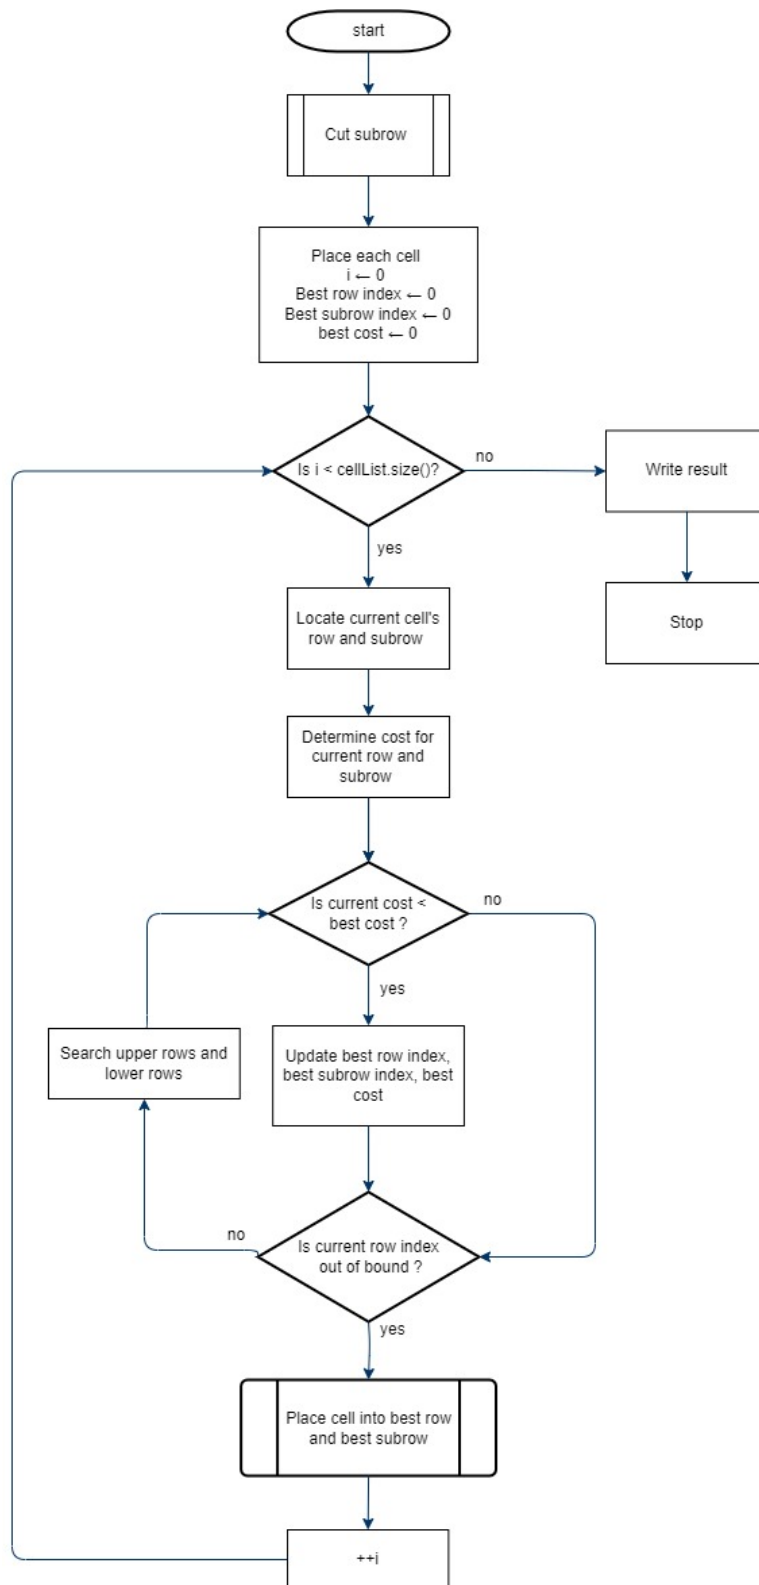 start
Cut subrow
Place each cell
i ← 0
Best row index ← 0
Best subrow index ← 0
best cost ← 0
Is i < cellList.size()?
no
Write result
yes
Stop
Locate current cell's
row and subrow
Determine cost for
current row and
subrow
Is current cost <
best cost ?
no
yes
Search upper rows and
lower rows
Update best row index,
best subrow index, best
cost
no
Is current row index
out of bound ?
yes
Place cell into best row
and best subrow
++i